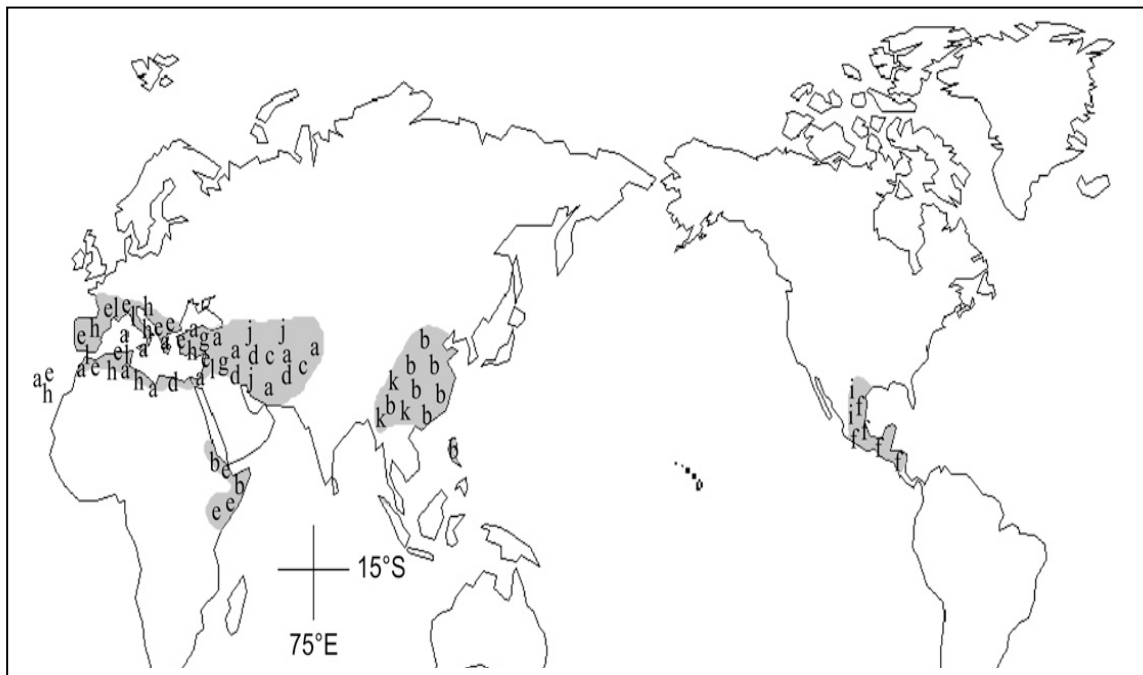 e l e l h
h h e e a j j
e a a a e g a b
l e l h a d c a a
a e h a e l g c b b
a e h a d a d j a d k
h b b i
b k i f
k b f f
b f f
b e
b
e e
15°S
75°E